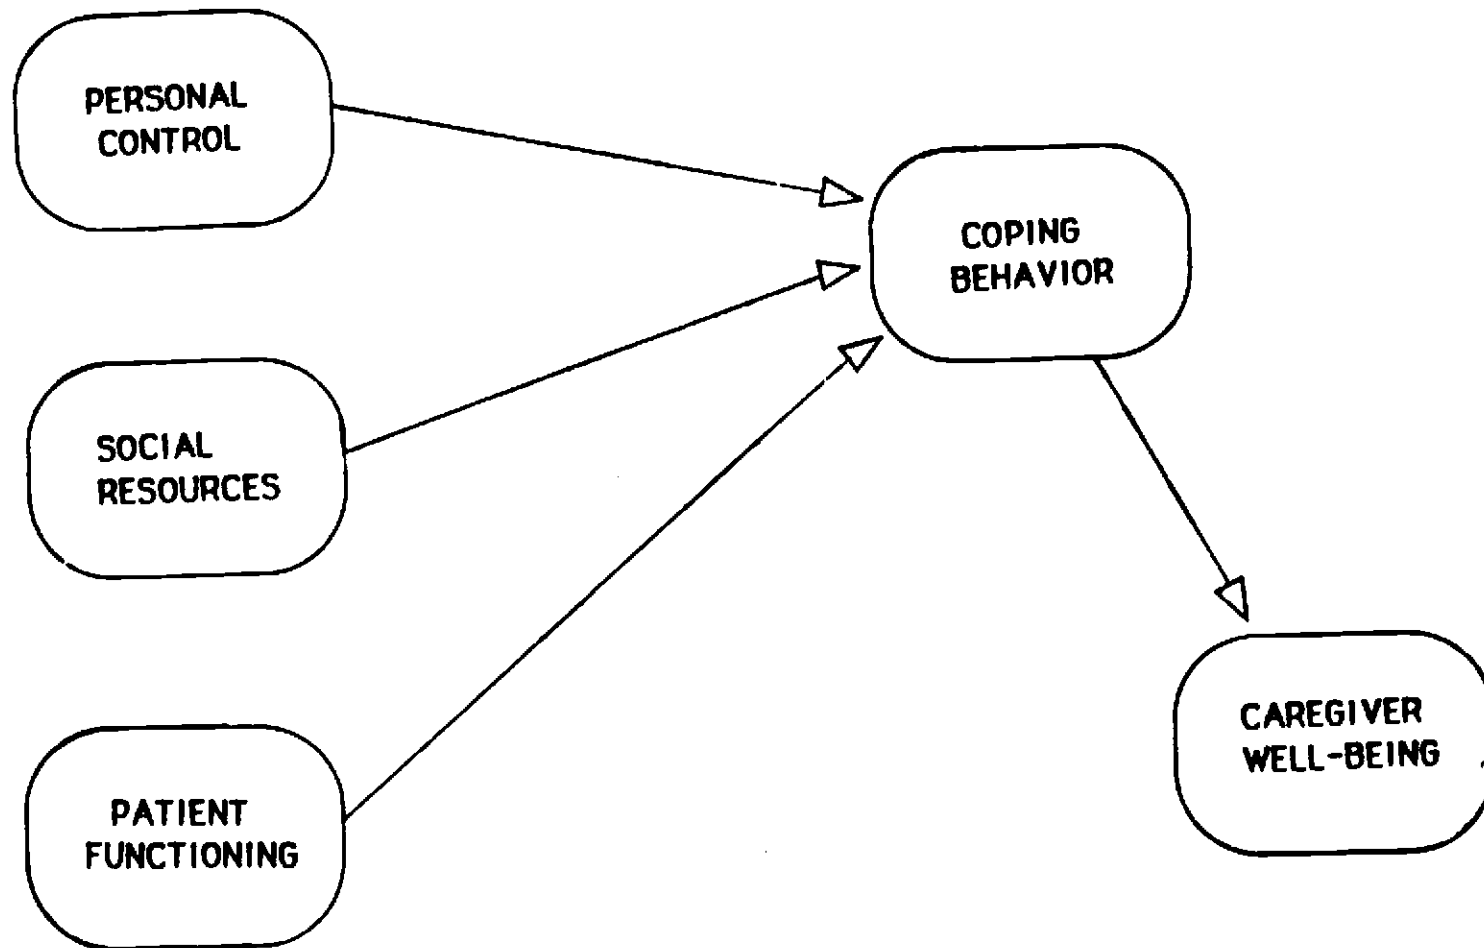 PERSONAL
CONTROL
COPING
BEHAVIOR
SOCIAL
RESOURCES
CAREGIVER
WELL-BEING
PATIENT
FUNCTIONING